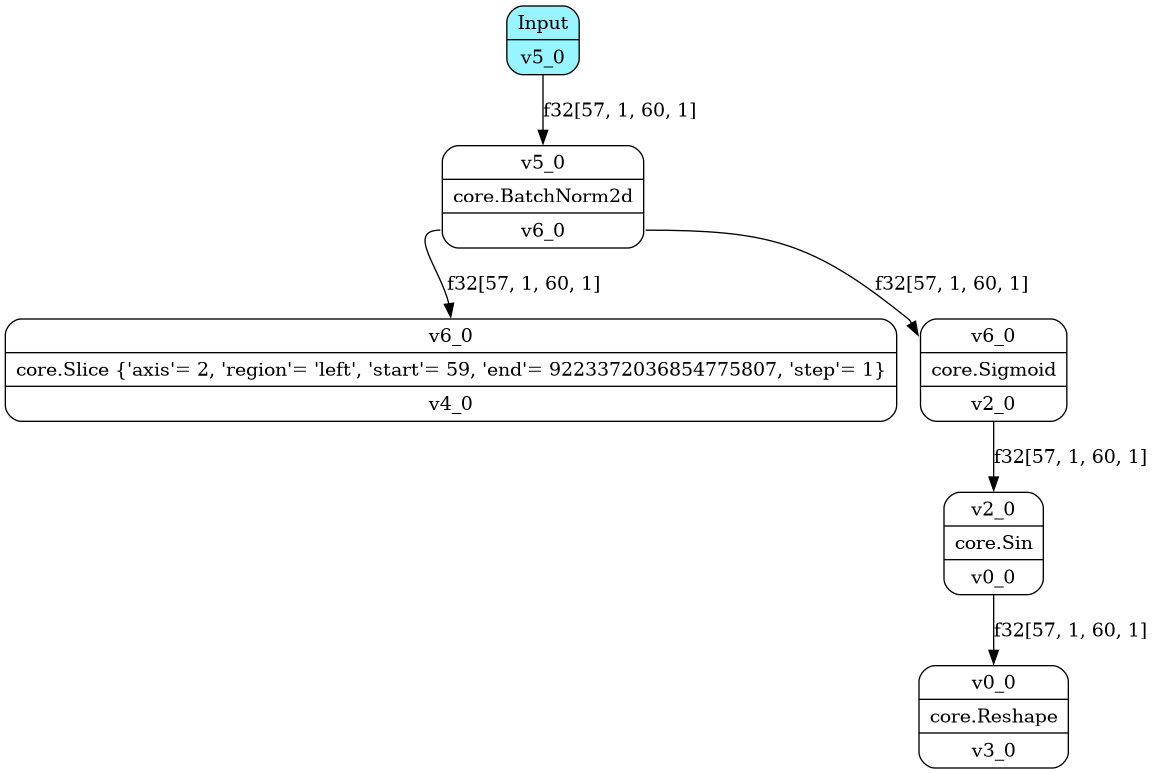 Input
v5_0
f32[57, 1, 60, 1]
v5_0
core.BatchNorm2d
v6_0
f32[57, 1, 60, 1]
f32[57, 1, 60, 1]
v6_0
core.Slice {'axis'= 2, 'region'= 'left', 'start'= 59, 'end'= 9223372036854775807, 'step'= 1}
v4_0
v6_0
core.Sigmoid
v2_0
f32[57, 1, 60, 1]
v2_0
core.Sin
v0_0
f32[57, 1, 60, 1]
v0_0
core.Reshape
v3_0